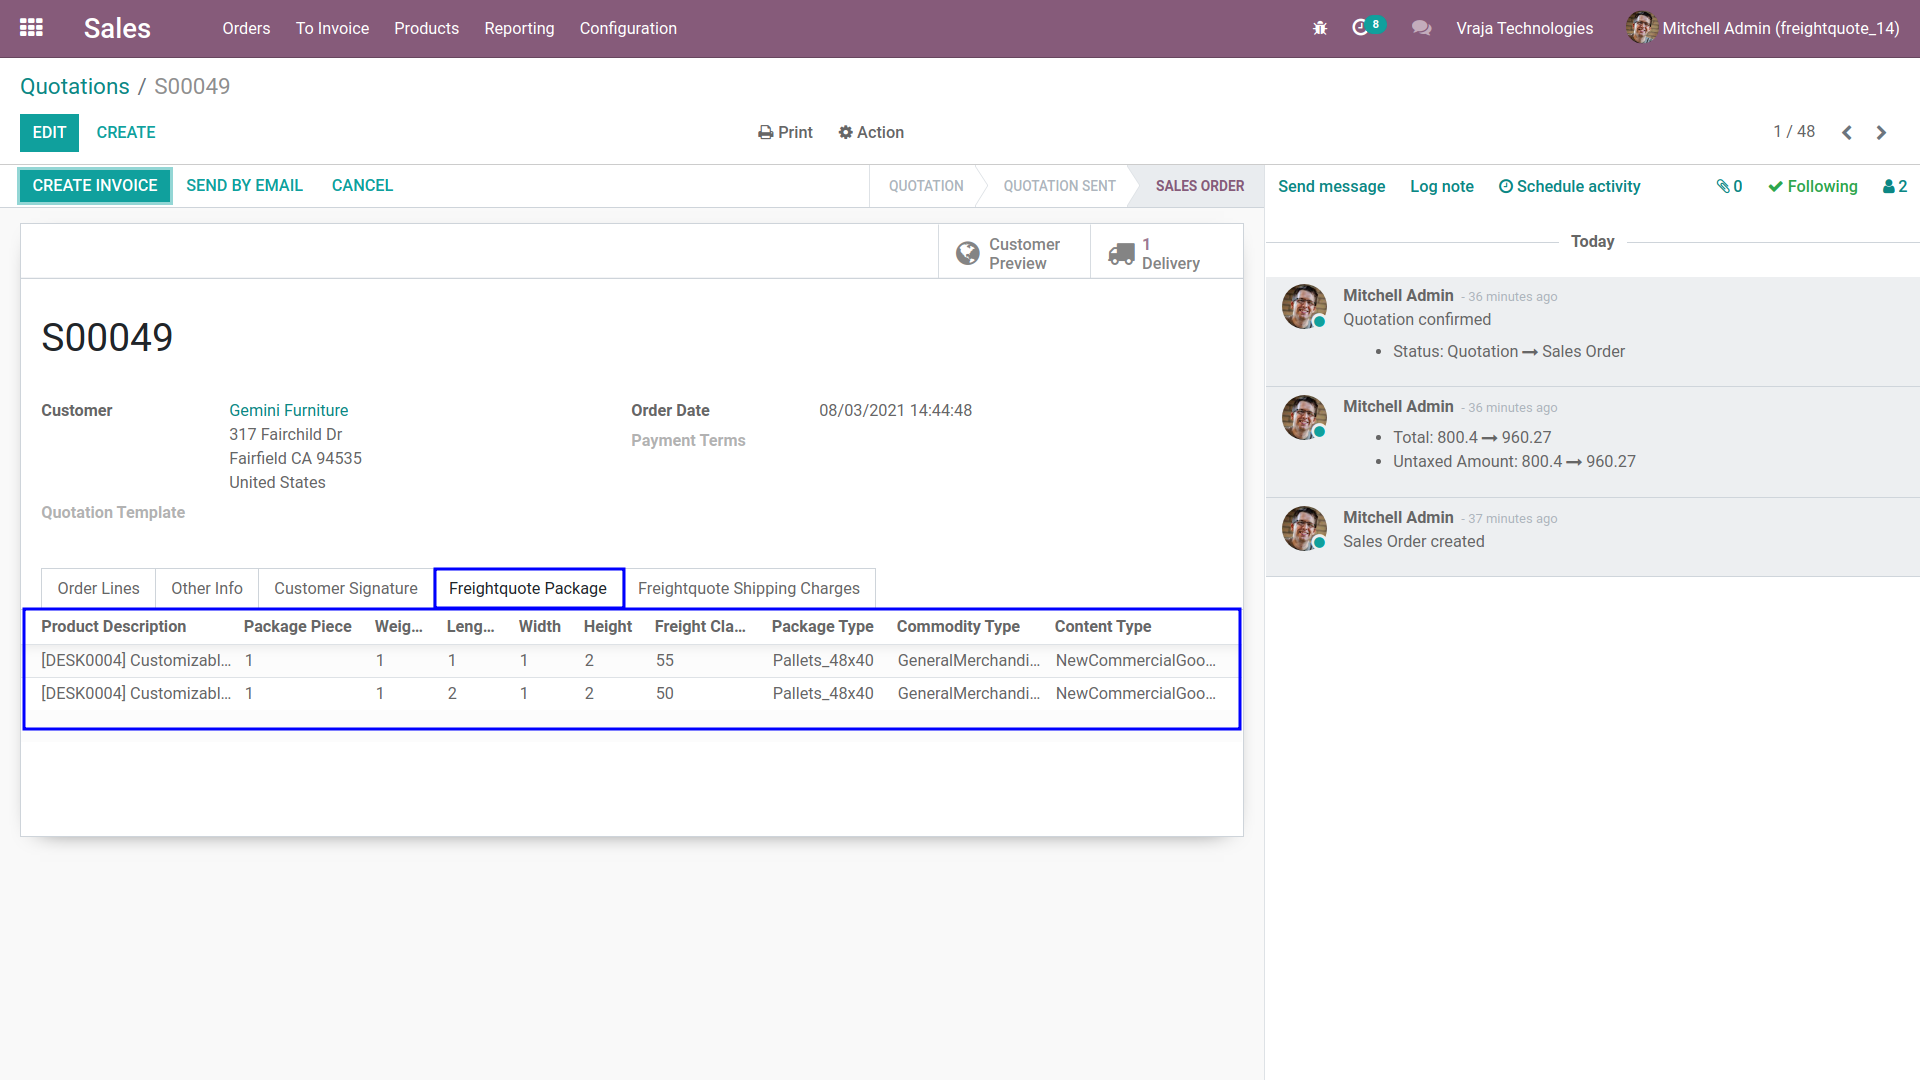 Sales Orders To Invoice Products Reporting Configuration 8 Vraja Technologies Mitchell Admin (freightquote_14)
Quotations / S00049
EDIT CREATE Print Action 1 / 48
CREATE INVOICE SEND BY EMAIL CANCEL QUOTATION QUOTATION SENT SALES ORDER
Send message Log note Schedule activity 0 Following 2
Customer
Preview
1
Delivery
S00049
Customer Gemini Furniture
317 Fairchild Dr
Fairfield CA 94535
United States
Order Date 08/03/2021 14:44:48
Payment Terms
Quotation Template
Order Lines Other Info Customer Signature Freightquote Package Freightquote Shipping Charges
Product Description Package Piece Weig... Leng... Width Height Freight Cla... Package Type Commodity Type Content Type
[DESK0004] Customizabl... 1 1 1 1 2 55 Pallets_48x40 GeneralMerchandi... NewCommercialGoo...
[DESK0004] Customizabl... 1 1 2 1 2 50 Pallets_48x40 GeneralMerchandi... NewCommercialGoo...
Today
Mitchell Admin - 36 minutes ago
Quotation confirmed
• Status: Quotation → Sales Order
Mitchell Admin - 36 minutes ago
• Total: 800.4 → 960.27
• Untaxed Amount: 800.4 → 960.27
Mitchell Admin - 37 minutes ago
Sales Order created